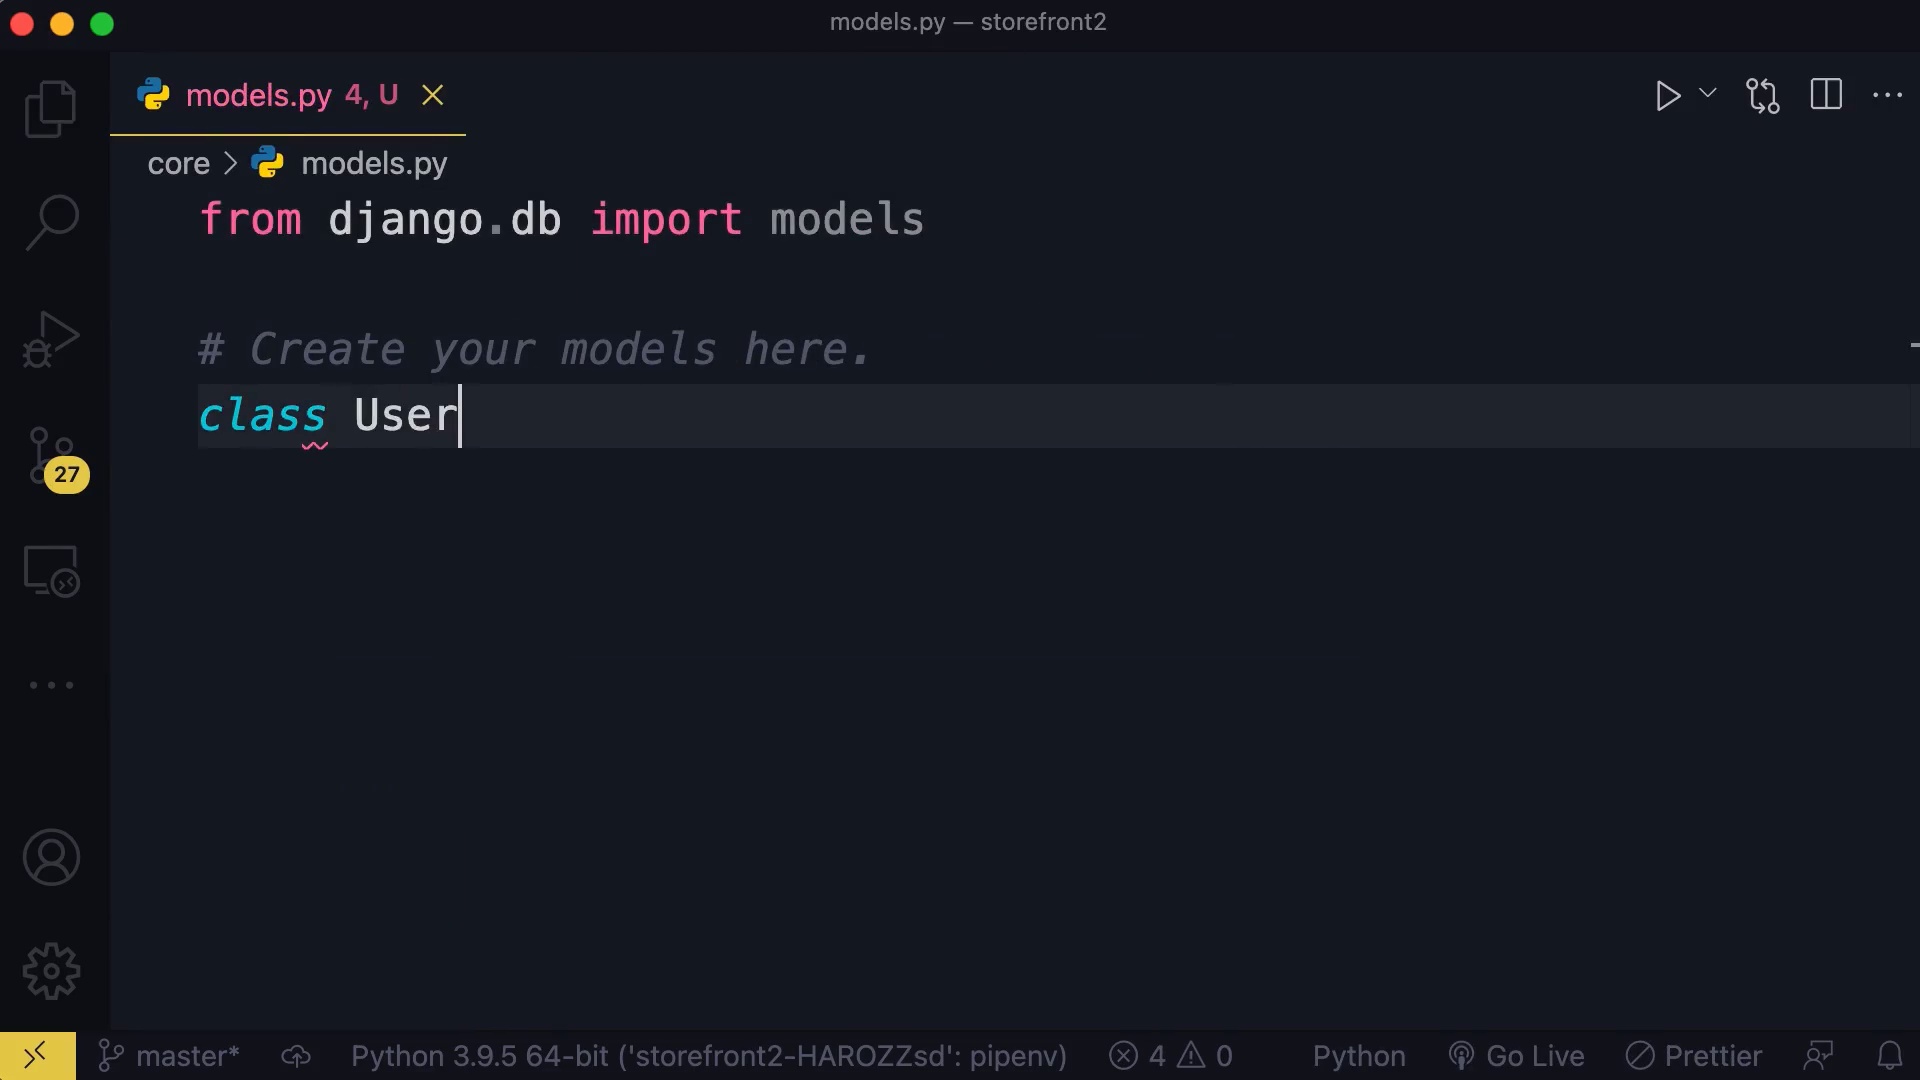 models.py — storefront2
models.py 4, U
core > models.py
from django.db import models
# Create your models here.
class User
27
master*
Python 3.9.5 64-bit ('storefront2-HAROZZsd': pipenv)
4 0
Python
Go Live
Prettier